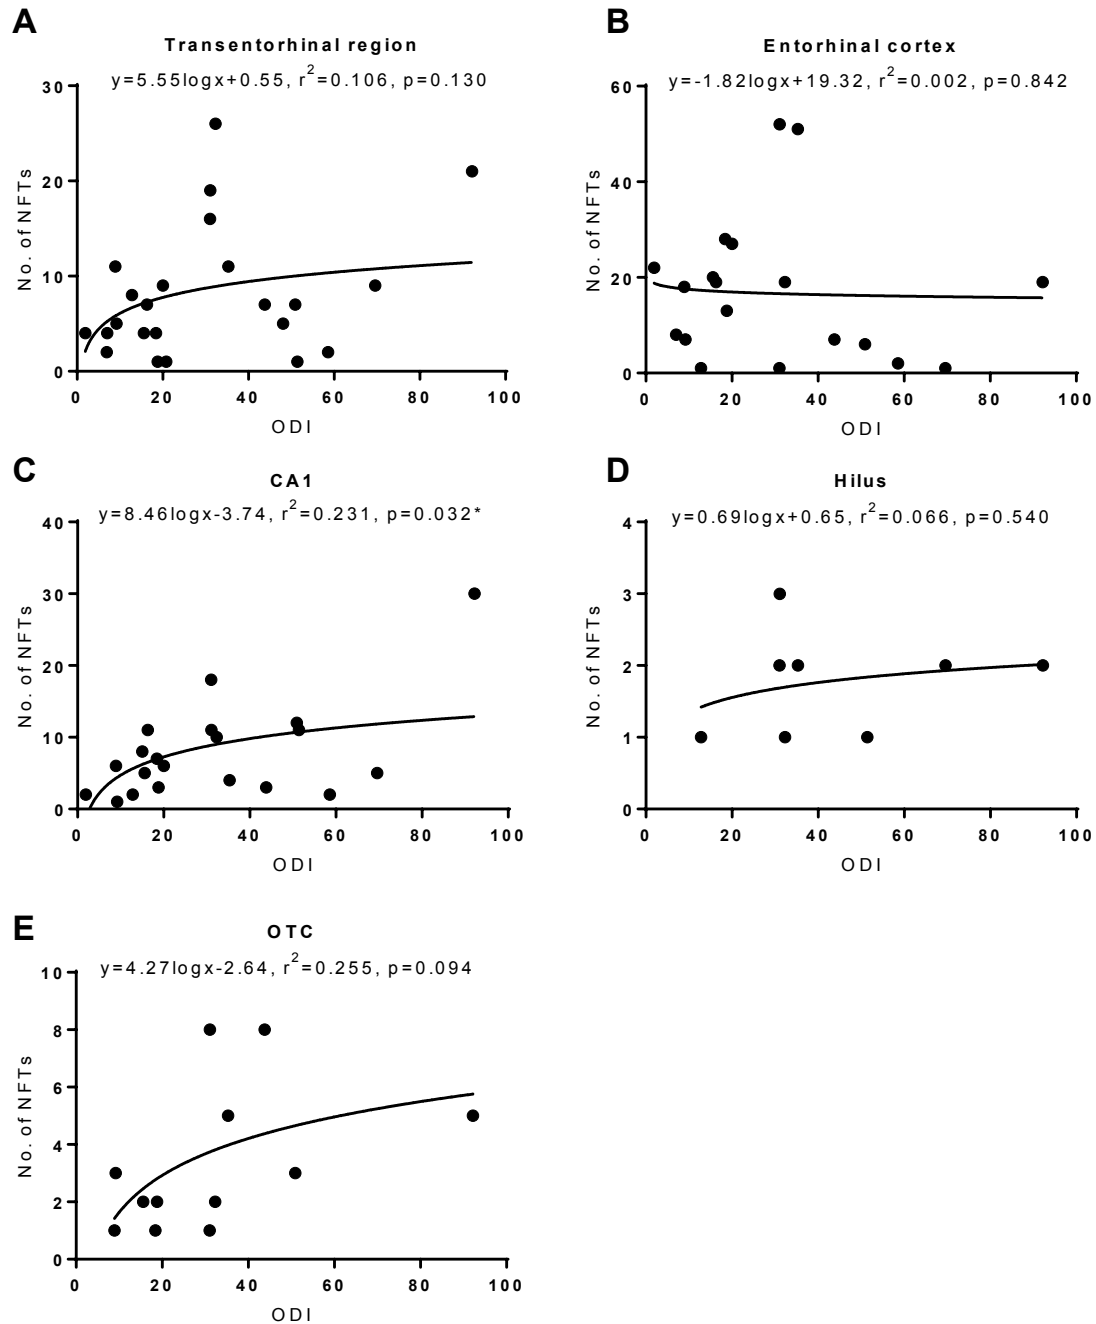 A
Transentorhinal region
y=5.55logx+0.55, r²=0.106, p=0.130
30
20
10
0
No. of NFTs
0 20 40 60 80 100
ODI
B
Entorhinal cortex
y=-1.82logx+19.32, r²=0.002, p=0.842
60
40
20
0
No. of NFTs
0 20 40 60 80 100
ODI
C
CA1
y=8.46logx-3.74, r²=0.231, p=0.032*
40
30
20
10
0
No. of NFTs
0 20 40 60 80 100
ODI
D
Hilus
y=0.69logx+0.65, r²=0.066, p=0.540
4
3
2
1
0
No. of NFTs
0 20 40 60 80 100
ODI
E
OTC
y=4.27logx-2.64, r²=0.255, p=0.094
10
8
6
4
2
0
No. of NFTs
0 20 40 60 80 100
ODI